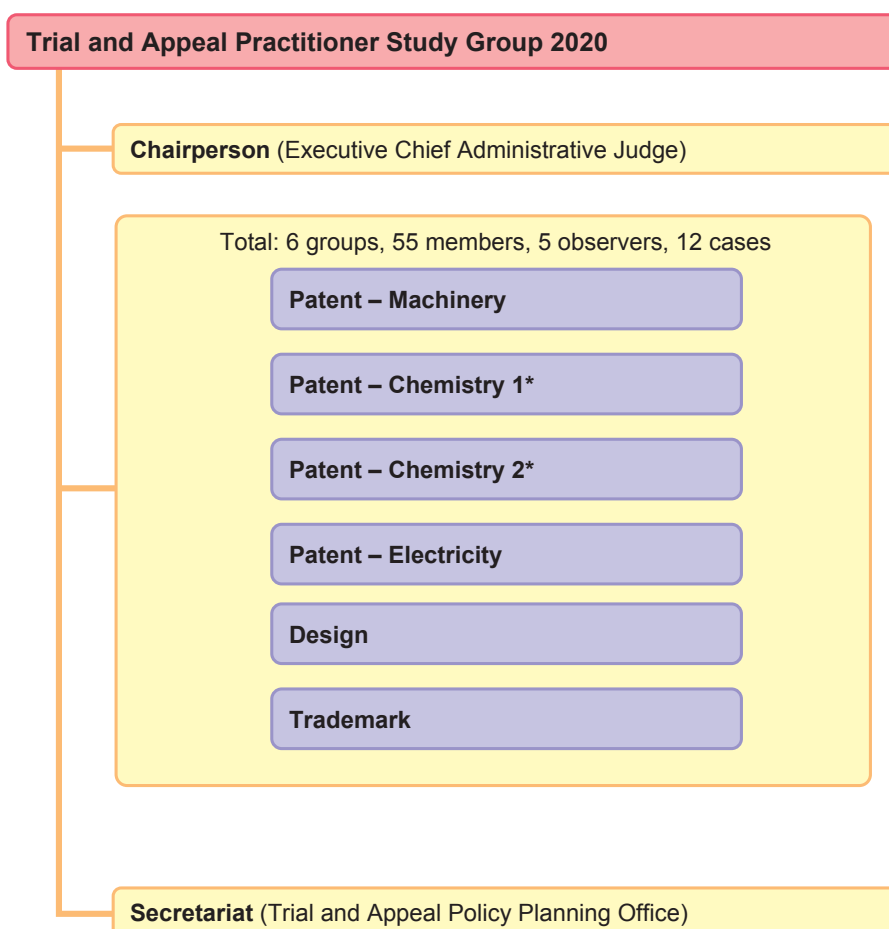 Trial and Appeal Practitioner Study Group 2020
Chairperson (Executive Chief Administrative Judge)
Total: 6 groups, 55 members, 5 observers, 12 cases
Patent – Machinery
Patent – Chemistry 1*
Patent – Chemistry 2*
Patent – Electricity
Design
Trademark
Secretariat (Trial and Appeal Policy Planning Office)